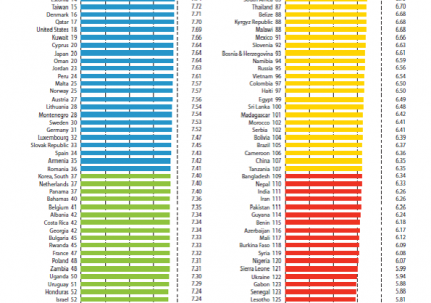 Taiwan 15 7.72
Denmark 16 7.71
Qatar 17 7.70
United States 18 7.69
Kuwait 19 7.66
Cyprus 20 7.64
Japan 20 7.64
Oman 20 7.64
Jordan 23 7.63
Peru 24 7.61
Malta 25 7.57
Norway 25 7.57
Austria 27 7.56
Lithuania 28 7.54
Montenegro 28 7.54
Sweden 30 7.53
Germany 31 7.52
Luxembourg 32 7.47
Slovak Republic 33 7.45
Spain 34 7.43
Armenia 35 7.42
Romania 36 7.41
Korea, South 37 7.40
Netherlands 37 7.40
Panama 37 7.40
Bahamas 40 7.36
Belgium 41 7.35
Albania 42 7.34
Costa Rica 42 7.34
Georgia 42 7.34
Bulgaria 45 7.33
Rwanda 45 7.33
France 47 7.32
Poland 48 7.31
Zambia 48 7.31
Uganda 50 7.30
Uruguay 51 7.29
Honduras 52 7.24
Israel 52 7.24
Thailand 87 6.70
Belize 88 6.68
Kyrgyz Republic 88 6.68
Malawi 88 6.68
Mexico 91 6.66
Slovenia 92 6.63
Bosnia & Herzegovina 93 6.61
Namibia 94 6.59
Russia 95 6.56
Vietnam 96 6.54
Colombia 97 6.50
Haiti 97 6.50
Egypt 99 6.49
Sri Lanka 100 6.48
Madagascar 101 6.42
Morocco 102 6.41
Serbia 102 6.41
Bolivia 104 6.39
Brazil 105 6.37
Cameroon 106 6.36
China 107 6.35
Tanzania 107 6.35
Bangladesh 109 6.34
Nepal 110 6.33
India 111 6.26
Iran 111 6.26
Pakistan 111 6.26
Guyana 114 6.24
Benin 115 6.18
Azerbaijan 116 6.17
Mali 117 6.12
Burkina Faso 118 6.09
Syria 119 6.08
Nigeria 120 6.07
Sierra Leone 121 5.99
Ukraine 122 5.94
Gabon 123 5.88
Senegal 123 5.88
Lesotho 125 5.81